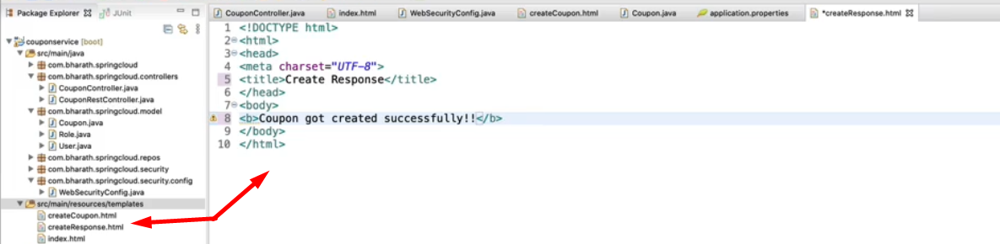 Package Explorer JUnit
couponservice [boot]
src/main/java
com.bharath.springcloud
com.bharath.springcloud.controllers
CouponController.java
CouponRestController.java
com.bharath.springcloud.model
Coupon.java
Role.java
User.java
com.bharath.springcloud.repos
com.bharath.springcloud.security
com.bharath.springcloud.security.config
WebSecurityConfig.java
src/main/resources/templates
createCoupon.html
createResponse.html
index.html
CouponController.java index.html WebSecurityConfig.java createCoupon.html Coupon.java application.properties *createResponse.html
1 <!DOCTYPE html>
2 <html>
3 <head>
4 <meta charset="UTF-8">
5 <title>Create Response</title>
6 </head>
7 <body>
8 <b>Coupon got created successfully!!</b>
9 </body>
10 </html>